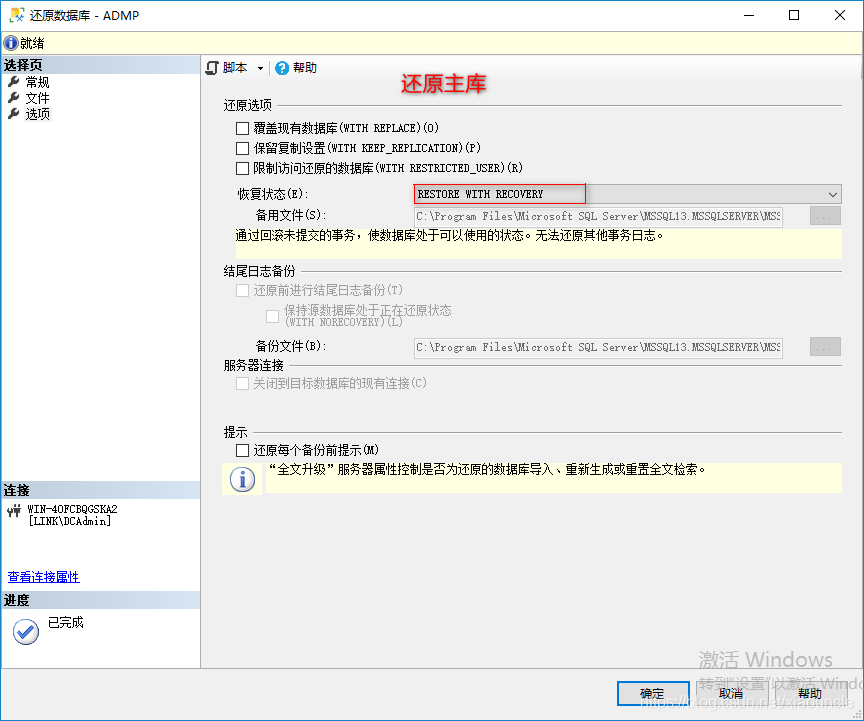 还原数据库 - ADMP
就绪
选择页
常规
文件
选项
脚本
帮助
还原主库
还原选项
覆盖现有数据库(WITH REPLACE)(O)
保留复制设置(WITH KEEP_REPLICATION)(P)
限制访问还原的数据库(WITH RESTRICTED_USER)(R)
恢复状态(E):
RESTORE WITH RECOVERY
备用文件(S):
C:\Program Files\Microsoft SQL Server\MSSQL13.MSSQLSERVER\MSS
...
通过回滚未提交的事务，使数据库处于可以使用的状态。无法还原其他事务日志。
结尾日志备份
还原前进行结尾日志备份(T)
保持源数据库处于正在还原状态
(WITH NORECOVERY)(L)
备份文件(B):
C:\Program Files\Microsoft SQL Server\MSSQL13.MSSQLSERVER\MSS
...
服务器连接
关闭到目标数据库的现有连接(C)
提示
还原每个备份前提示(M)
“全文升级”服务器属性控制是否为还原的数据库导入、重新生成或重置全文检索。
连接
WIN-4OFCBQGSKA2
[LINK\DCAdmin]
查看连接属性
进度
已完成
激活 Windows
转到“设置”以激活 Windo
确定
取消
帮助